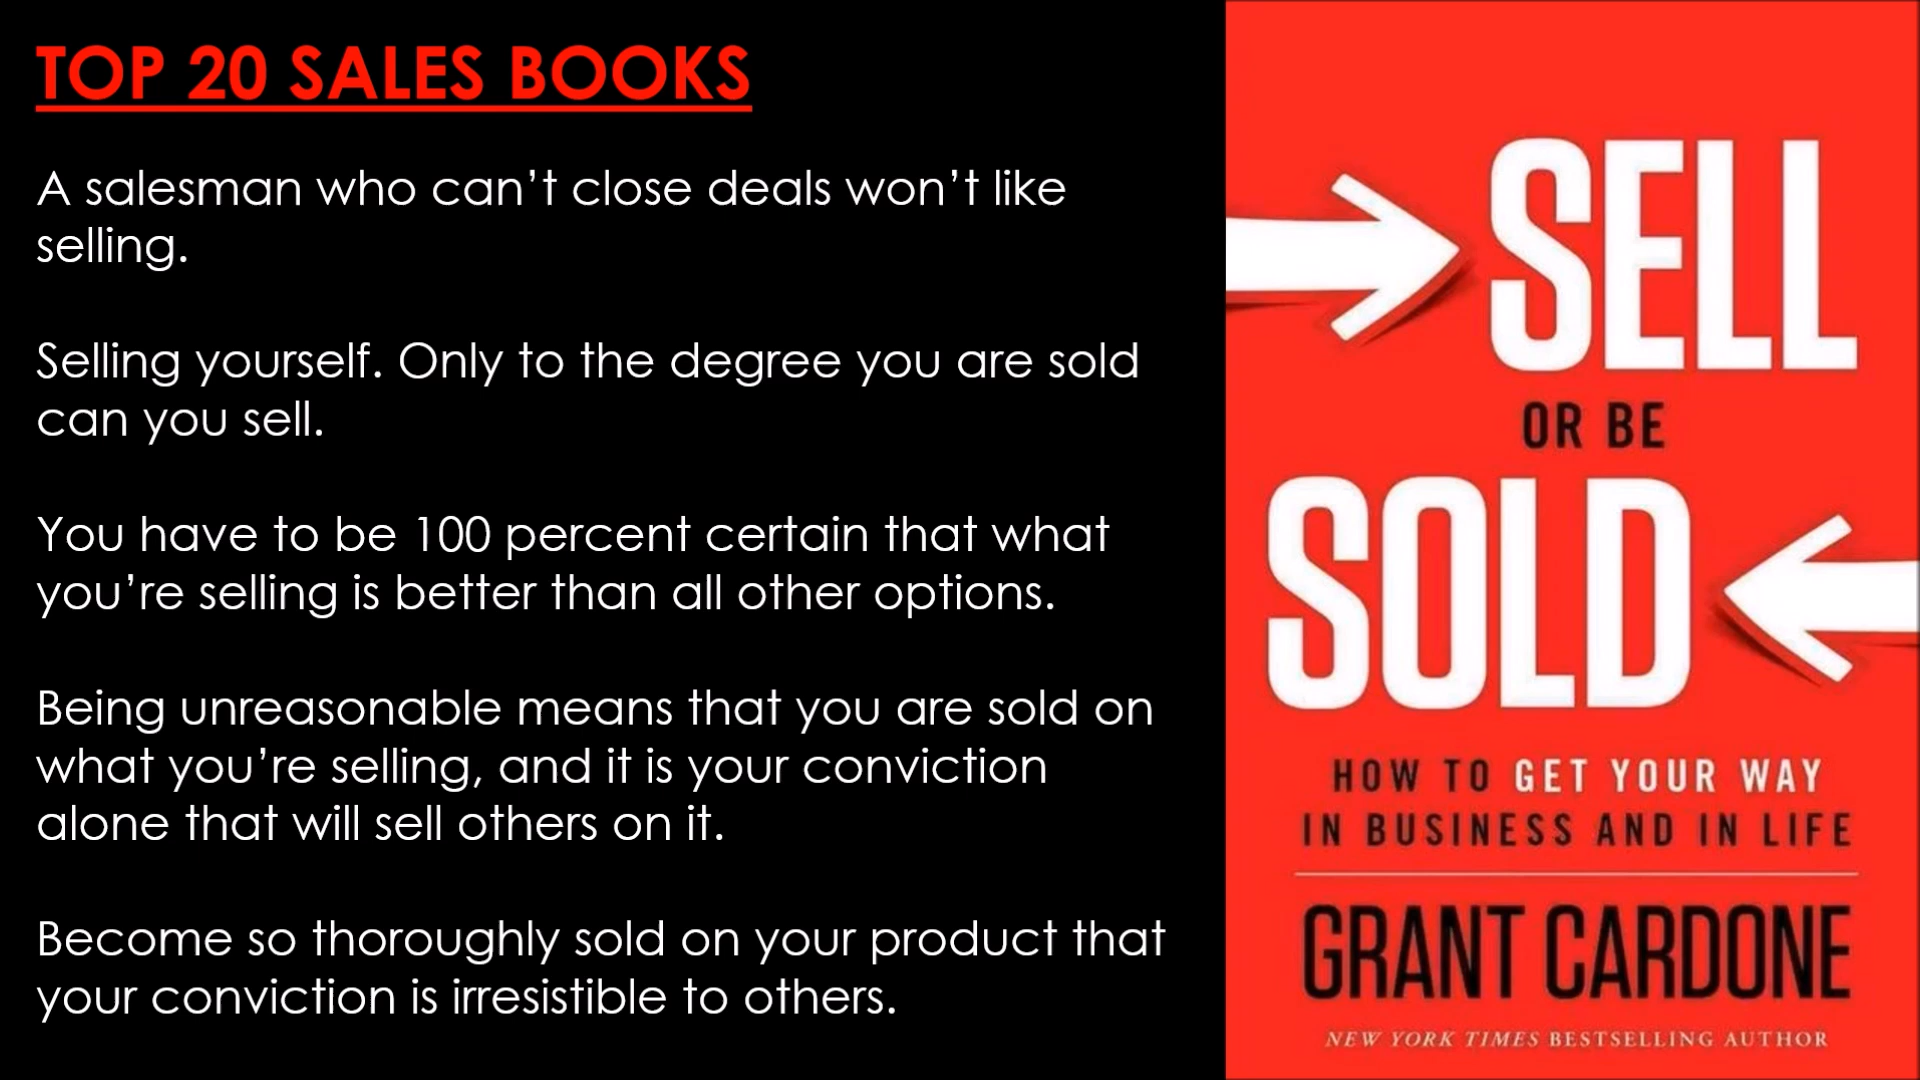 TOP 20 SALES BOOKS
A salesman who can’t close deals won’t like
selling.
Selling yourself. Only to the degree you are sold
can you sell.
You have to be 100 percent certain that what
you’re selling is better than all other options.
Being unreasonable means that you are sold on
what you’re selling, and it is your conviction
alone that will sell others on it.
Become so thoroughly sold on your product that
your conviction is irresistible to others.
SELL
OR BE
SOLD
HOW TO GET YOUR WAY
IN BUSINESS AND IN LIFE
GRANT CARDONE
NEW YORK TIMES BESTSELLING AUTHOR